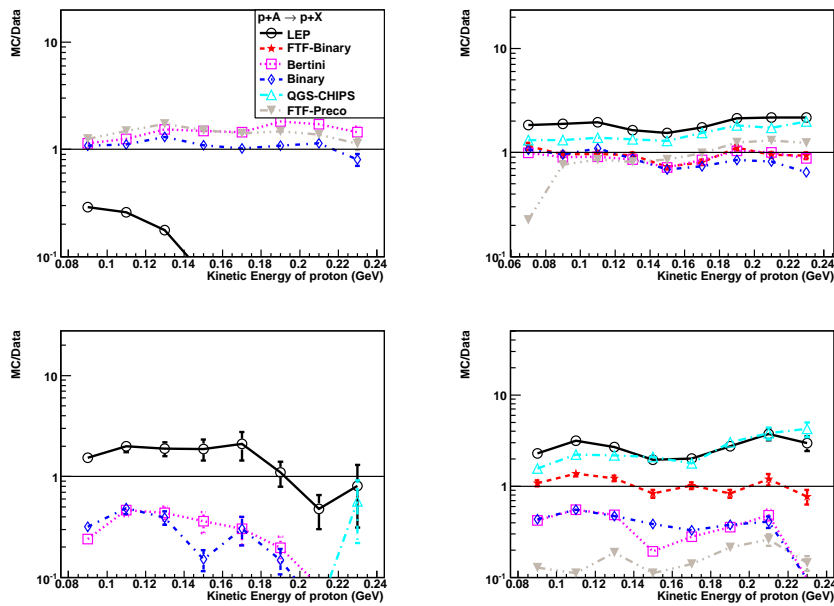 MC/Data
10
1
10-1
p+A → p+X
LEP
FTF-Binary
Bertini
Binary
QGS-CHIPS
FTF-Preco
0.08 0.1 0.12 0.14 0.16 0.18 0.2 0.22 0.24
Kinetic Energy of proton (GeV)
MC/Data
10
1
10-1
0.06 0.08 0.1 0.12 0.14 0.16 0.18 0.2 0.22 0.24
Kinetic Energy of proton (GeV)
MC/Data
10
1
10-1
0.08 0.1 0.12 0.14 0.16 0.18 0.2 0.22 0.24
Kinetic Energy of proton (GeV)
MC/Data
10
1
10-1
0.08 0.1 0.12 0.14 0.16 0.18 0.2 0.22 0.24
Kinetic Energy of proton (GeV)